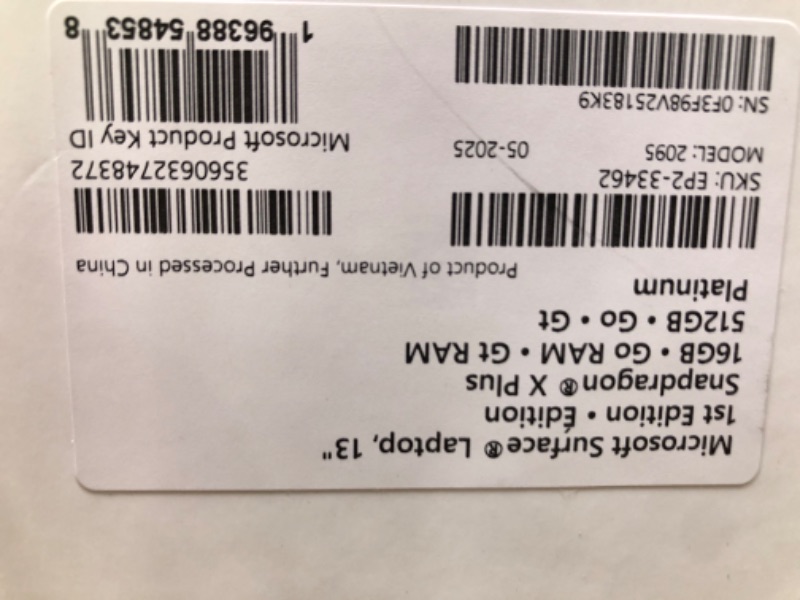 Microsoft Surface® Laptop, 13"
1st Edition • Édition
Snapdragon® X Plus
16GB • Go RAM • Gt RAM
512GB • Go • Gt
Platinum
Product of Vietnam, Further Processed in China
SKU: EP2-33462
MODEL: 2095 05-2025
SN: 0F3F98V25183K9
3560632748372
Microsoft Product Key ID
1 96388 54853 8